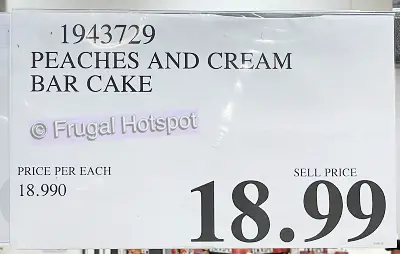 1943729
PEACHES AND CREAM
BAR CAKE
© Frugal Hotspot
PRICE PER EACH
18.990
SELL PRICE
18.99